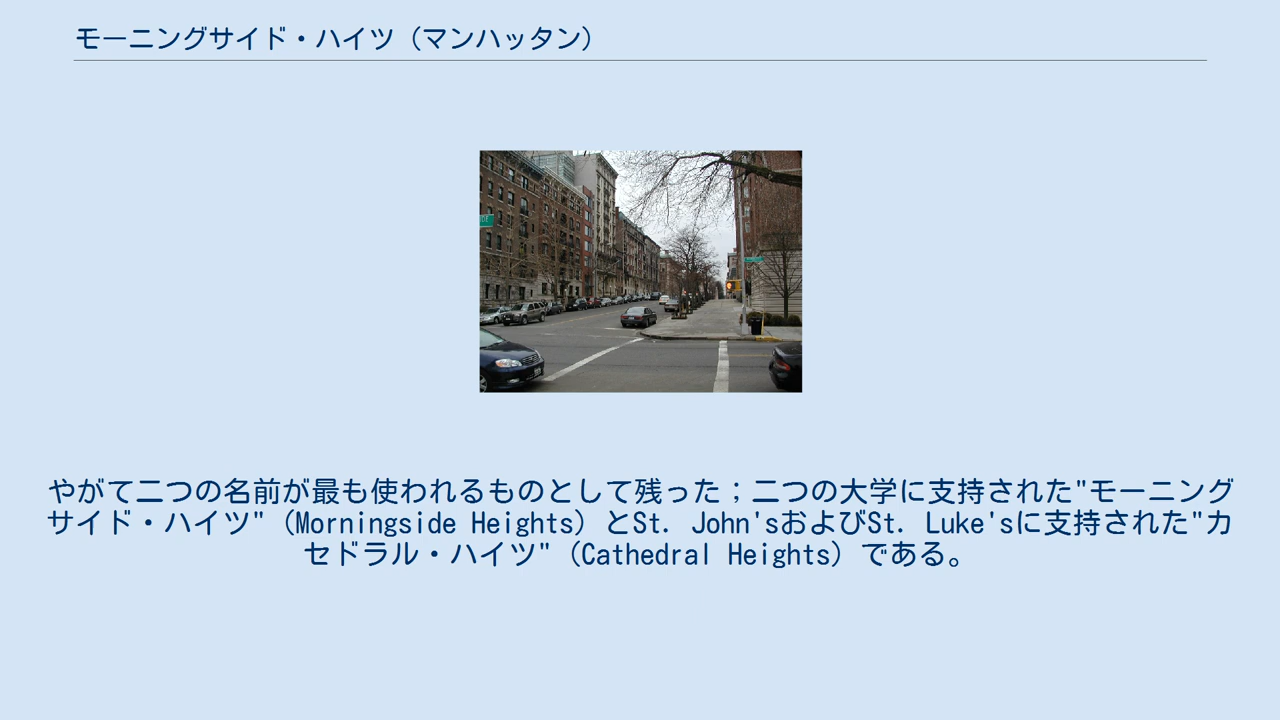 モーニングサイド・ハイツ（マンハッタン）
やがて二つの名前が最も使われるものとして残った；二つの大学に支持された"モーニング
サイド・ハイツ"（Morningside Heights）とSt. John'sおよびSt. Luke'sに支持された"カ
セドラル・ハイツ"（Cathedral Heights）である。